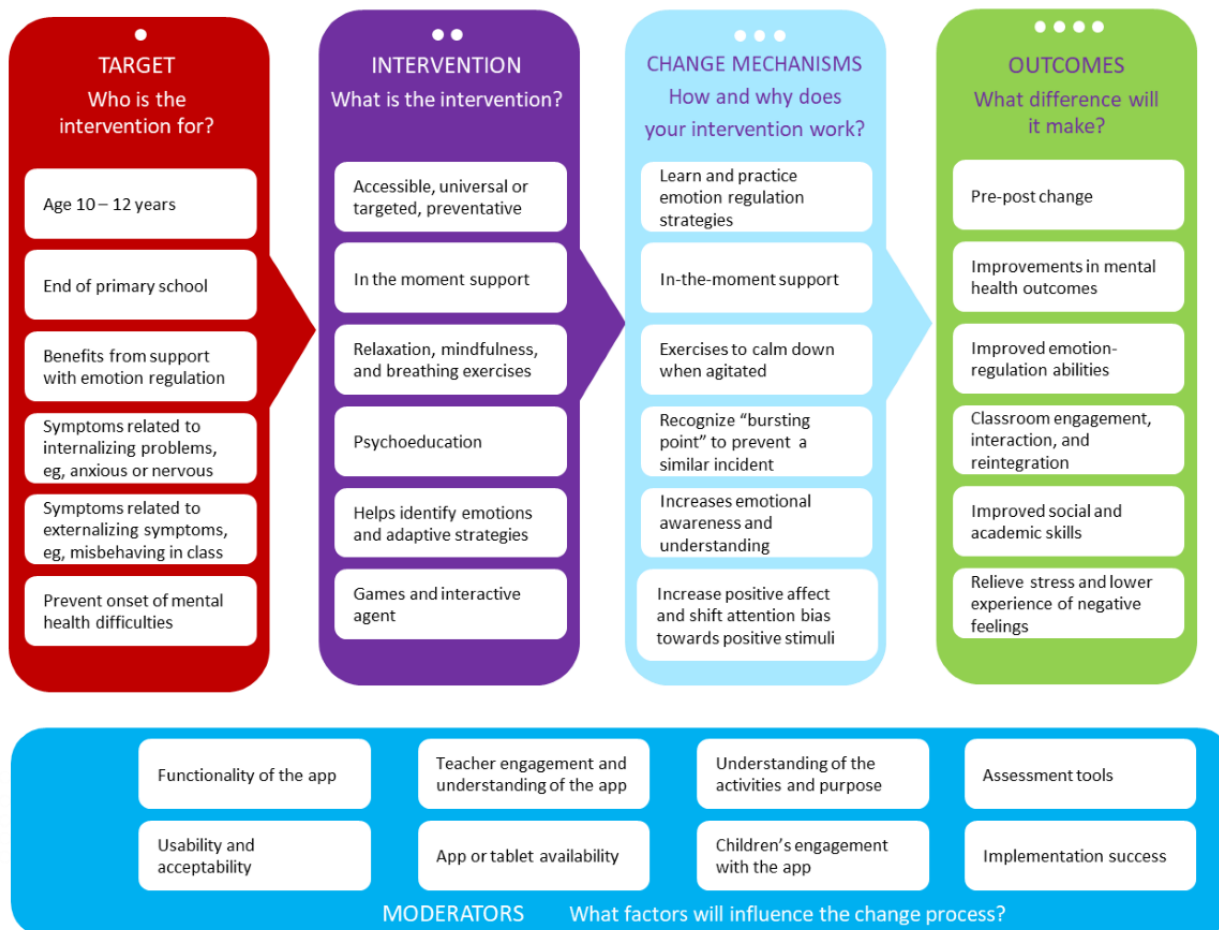 TARGET
Who is the
intervention for?
Age 10 – 12 years
End of primary school
Benefits from support
with emotion regulation
Symptoms related to
internalizing problems,
eg, anxious or nervous
Symptoms related to
externalizing symptoms,
eg, misbehaving in class
Prevent onset of mental
health difficulties
INTERVENTION
What is the intervention?
Accessible, universal or
targeted, preventative
In the moment support
Relaxation, mindfulness,
and breathing exercises
Psychoeducation
Helps identify emotions
and adaptive strategies
Games and interactive
agent
CHANGE MECHANISMS
How and why does
your intervention work?
Learn and practice
emotion regulation
strategies
In-the-moment support
Exercises to calm down
when agitated
Recognize “bursting
point” to prevent a
similar incident
Increases emotional
awareness and
understanding
Increase positive affect
and shift attention bias
towards positive stimuli
OUTCOMES
What difference will
it make?
Pre-post change
Improvements in mental
health outcomes
Improved emotion-
regulation abilities
Classroom engagement,
interaction, and
reintegration
Improved social and
academic skills
Relieve stress and lower
experience of negative
feelings
Functionality of the app
Teacher engagement and
understanding of the app
Understanding of the
activities and purpose
Assessment tools
Usability and
acceptability
App or tablet availability
Children’s engagement
with the app
Implementation success
MODERATORS What factors will influence the change process?